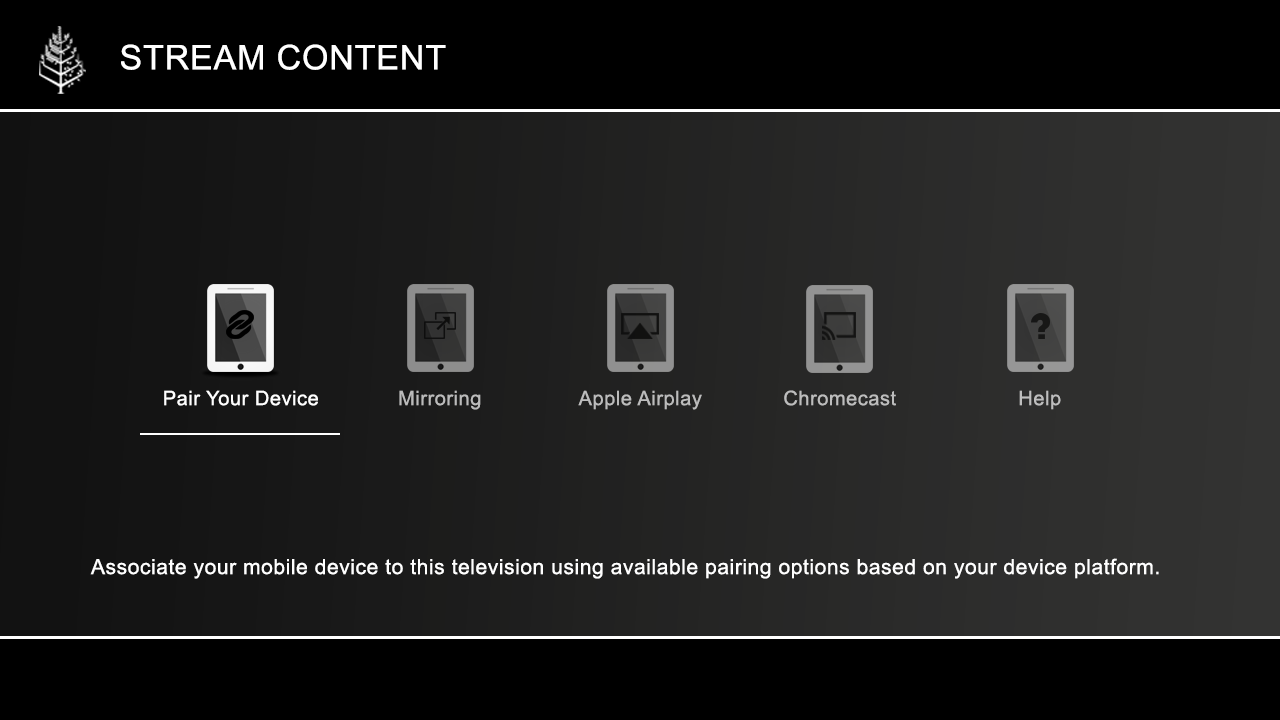 STREAM CONTENT
Pair Your Device
Mirroring
Apple Airplay
Chromecast
Help
Associate your mobile device to this television using available pairing options based on your device platform.